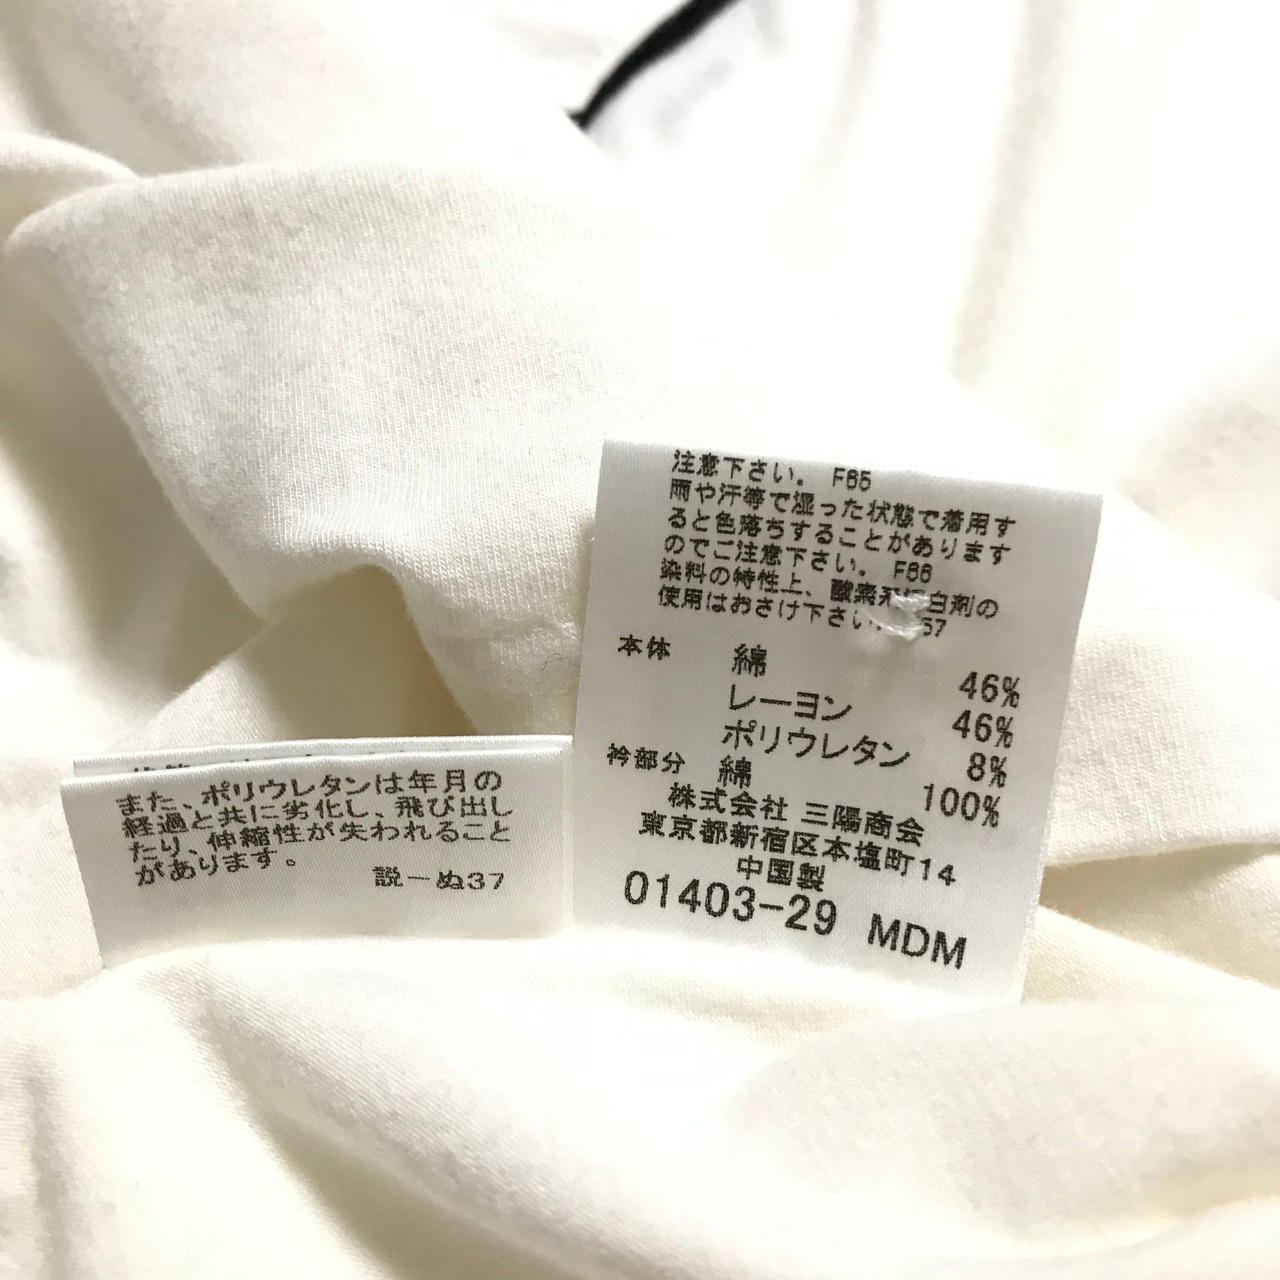 また、ポリウレタンは年月の
経過と共に劣化し、飛び出し
たり、伸縮性が失われること
があります。
説－ぬ37
注意下さい。 F65
雨や汗等で湿った状態で着用す
ると色落ちすることがあります
のでご注意下さい。 F66
染料の特性上、酸素系漂白剤の
使用はおさけ下さい。 57
本体 綿 46%
レーヨン 46%
ポリウレタン 8%
衿部分 綿 100%
株式会社 三陽商会
東京都新宿区本塩町14
中国製
01403-29 MDM